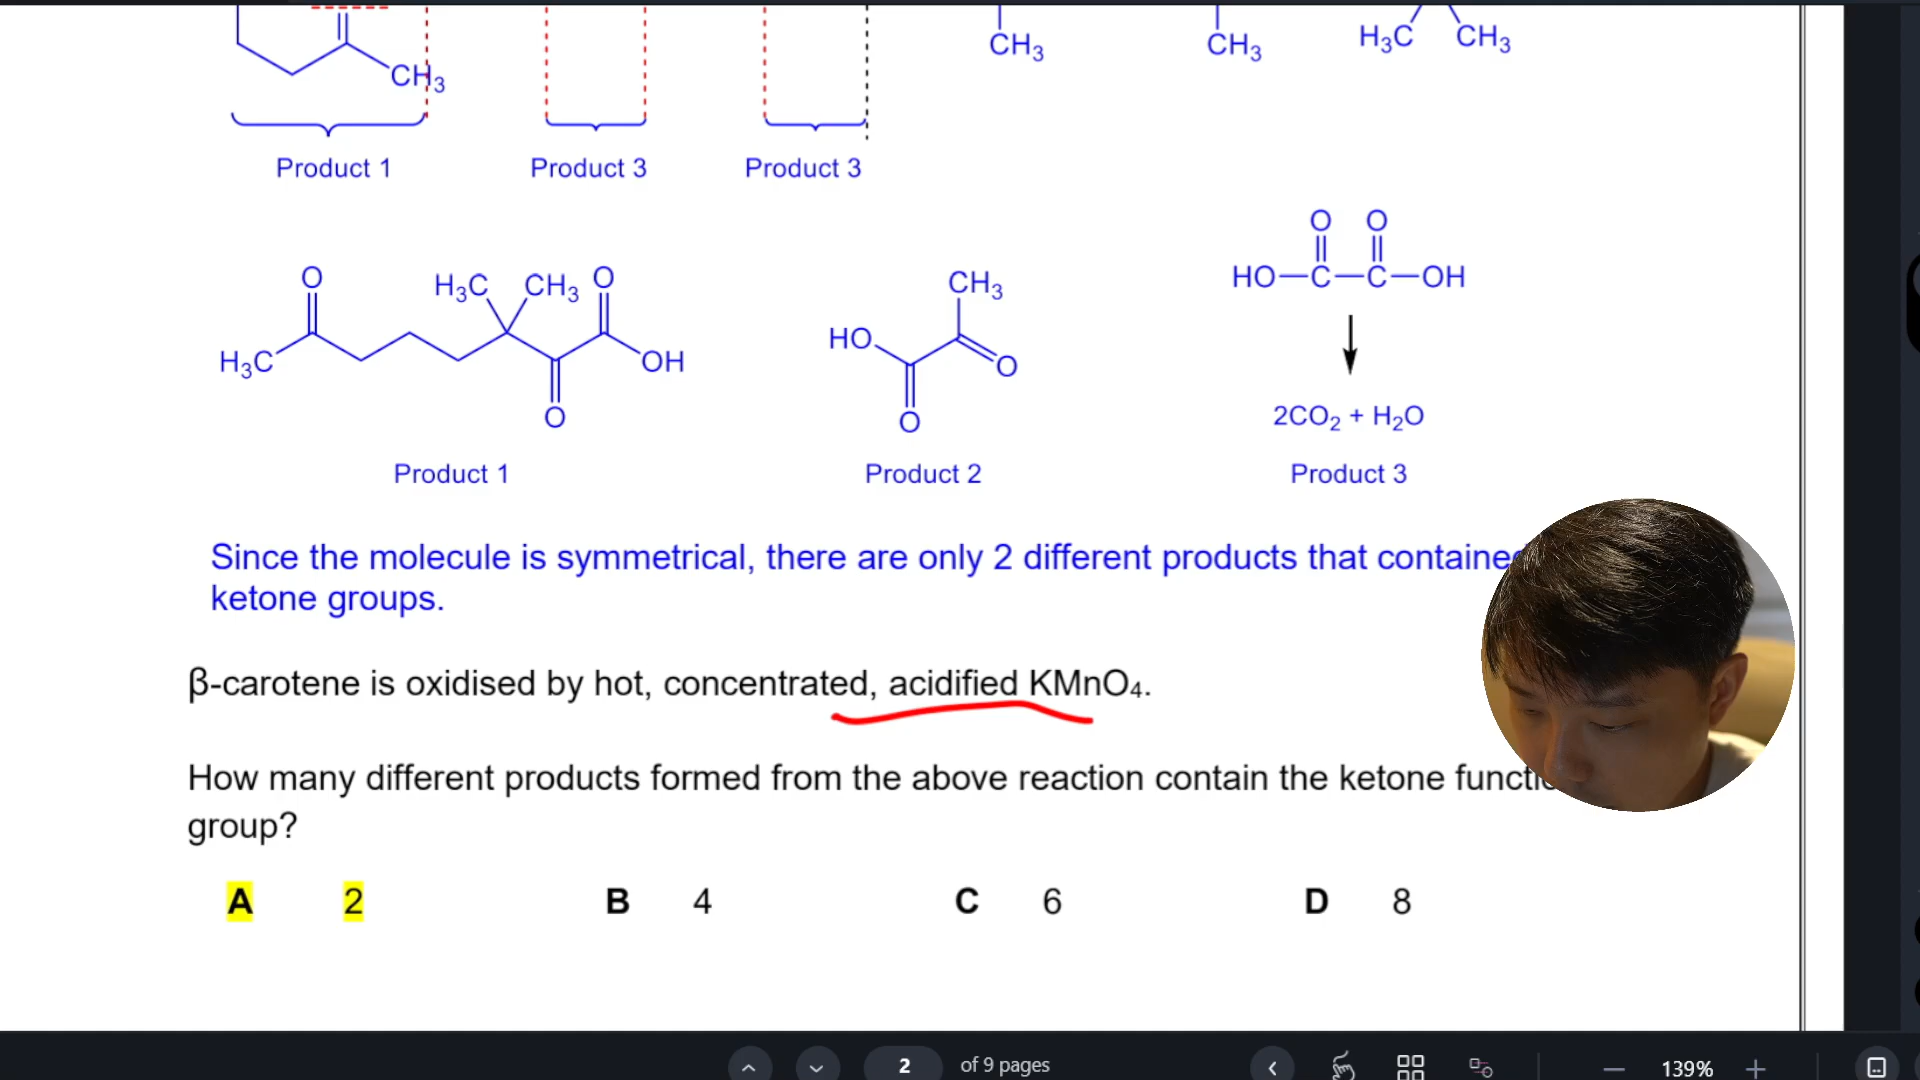 CH3
CH3
H3C CH3
CH3
Product 1 Product 3 Product 3
O O
HO C C OH
O H3C CH3 O CH3
HO
H3C OH O
O O
2CO2 + H2O
Product 1 Product 2 Product 3
Since the molecule is symmetrical, there are only 2 different products that
ketone groups.
β-carotene is oxidised by hot, concentrated, acidified KMnO4.
How many different products formed from the above reaction contain the ketone
group?
A 2 B 4 C 6 D 8
2 of 9 pages 139%